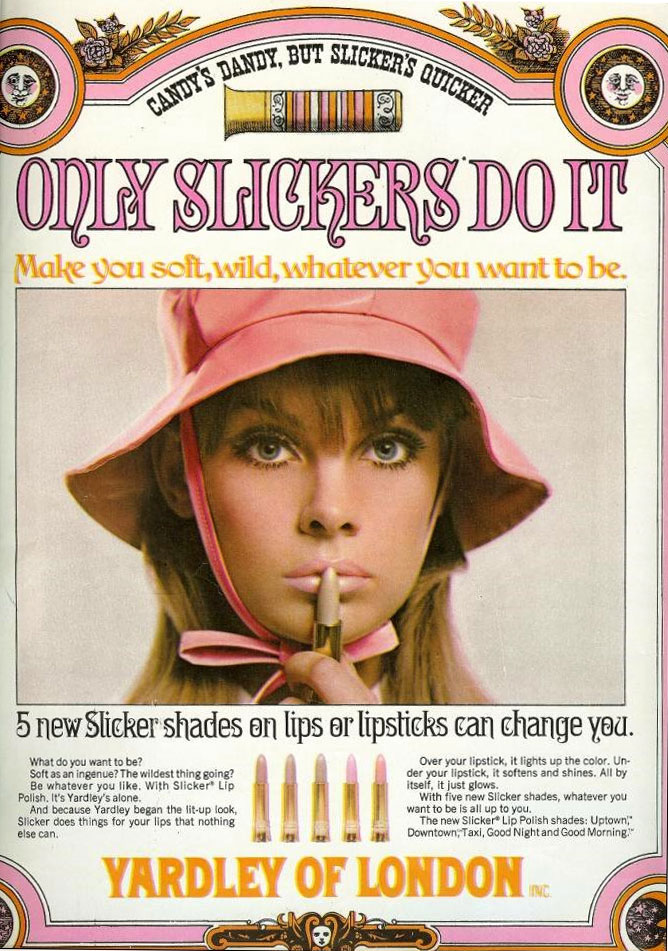 CANDY'S DANDY, BUT SLICKER'S QUICKER
ONLY SLICKERS® DO IT
Make you soft, wild, whatever you want to be.
5 new Slicker shades on lips or lipsticks can change you.
What do you want to be?
Soft as an ingenue? The wildest thing going?
Be whatever you like. With Slicker® Lip
Polish. It's Yardley's alone.
And because Yardley began the lit-up look,
Slicker does things for your lips that nothing
else can.
Over your lipstick, it lights up the color. Un-
der your lipstick, it softens and shines. All by
itself, it just glows.
With five new Slicker shades, whatever you
want to be is all up to you.
The new Slicker® Lip Polish shades: Uptown,™
Downtown,™ Taxi, Good Night and Good Morning.™
YARDLEY OF LONDON INC.